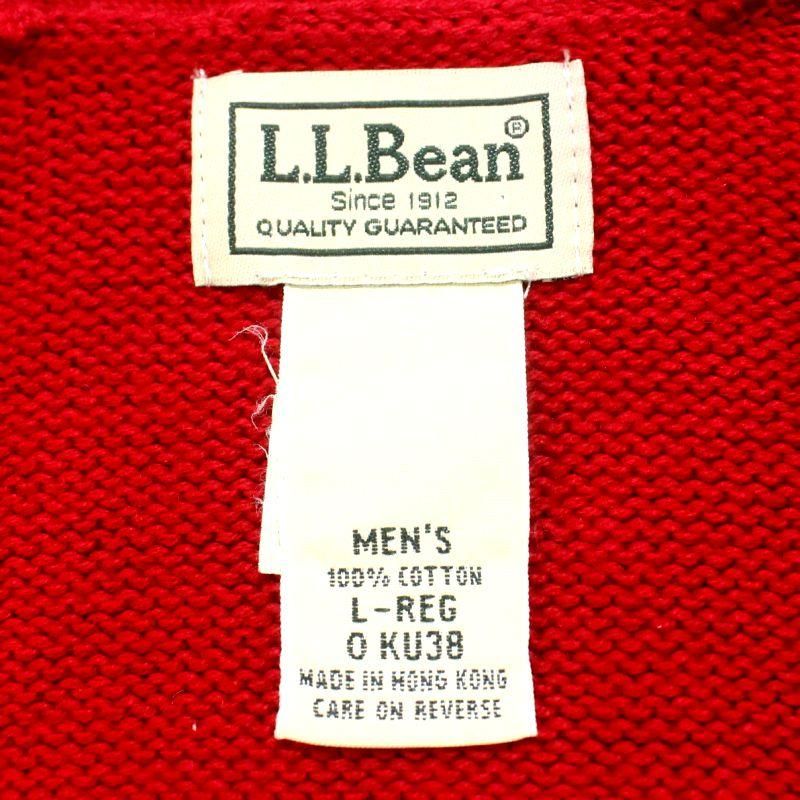 L.L.Bean®
Since 1912
QUALITY GUARANTEED
MEN'S
100% COTTON
L-REG
0 KU38
MADE IN HONG KONG
CARE ON REVERSE